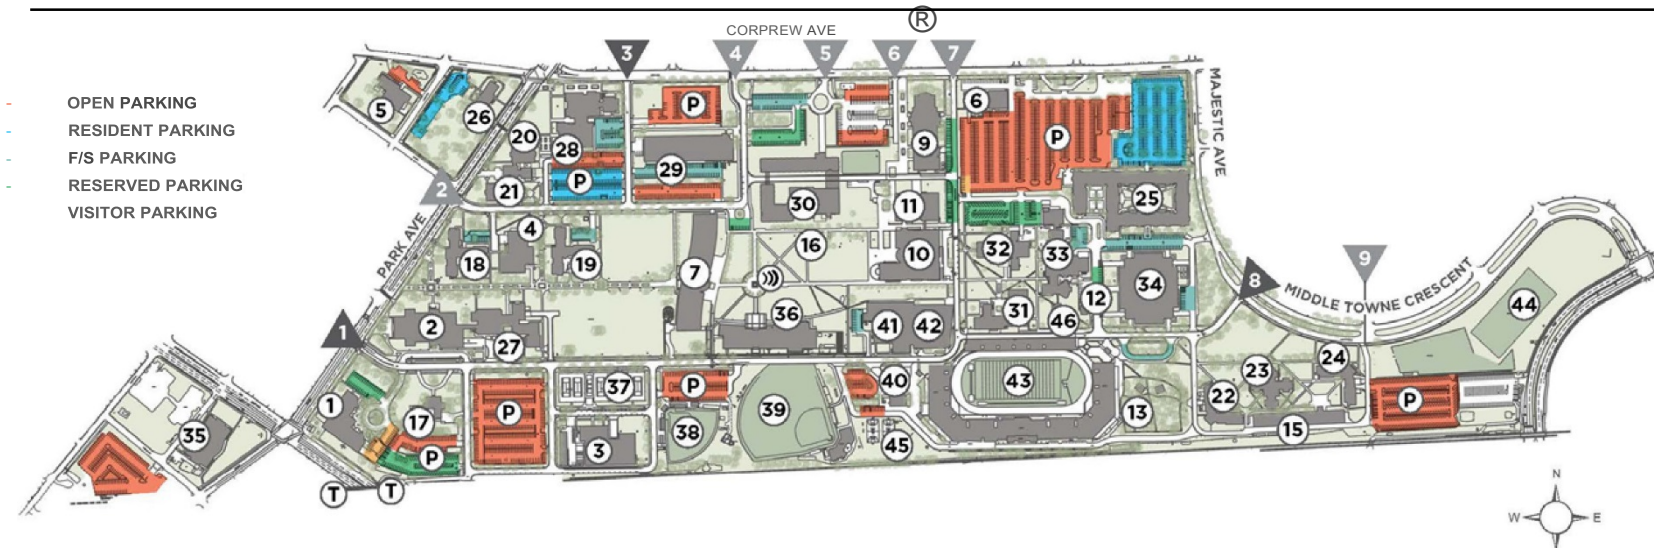 ®
CORPREW AVE
3 4 5 6 7
- OPEN PARKING
- RESIDENT PARKING
- F/S PARKING
- RESERVED PARKING
VISITOR PARKING
MAJESTIC AVE
5 26 P 6
20 28 9 P
29
2 21 P 25
30 11
PARK AVE
4 16 32 33
18 19 7 10
9
12 34 8
MIDDLE TOWNE CRESCENT
44
1 2 27 36 41 42 31 46
24
37 P 40 43 23
1 17 P 39 13 22 P
35 38 45 15
P 3
T T
N
W E
S